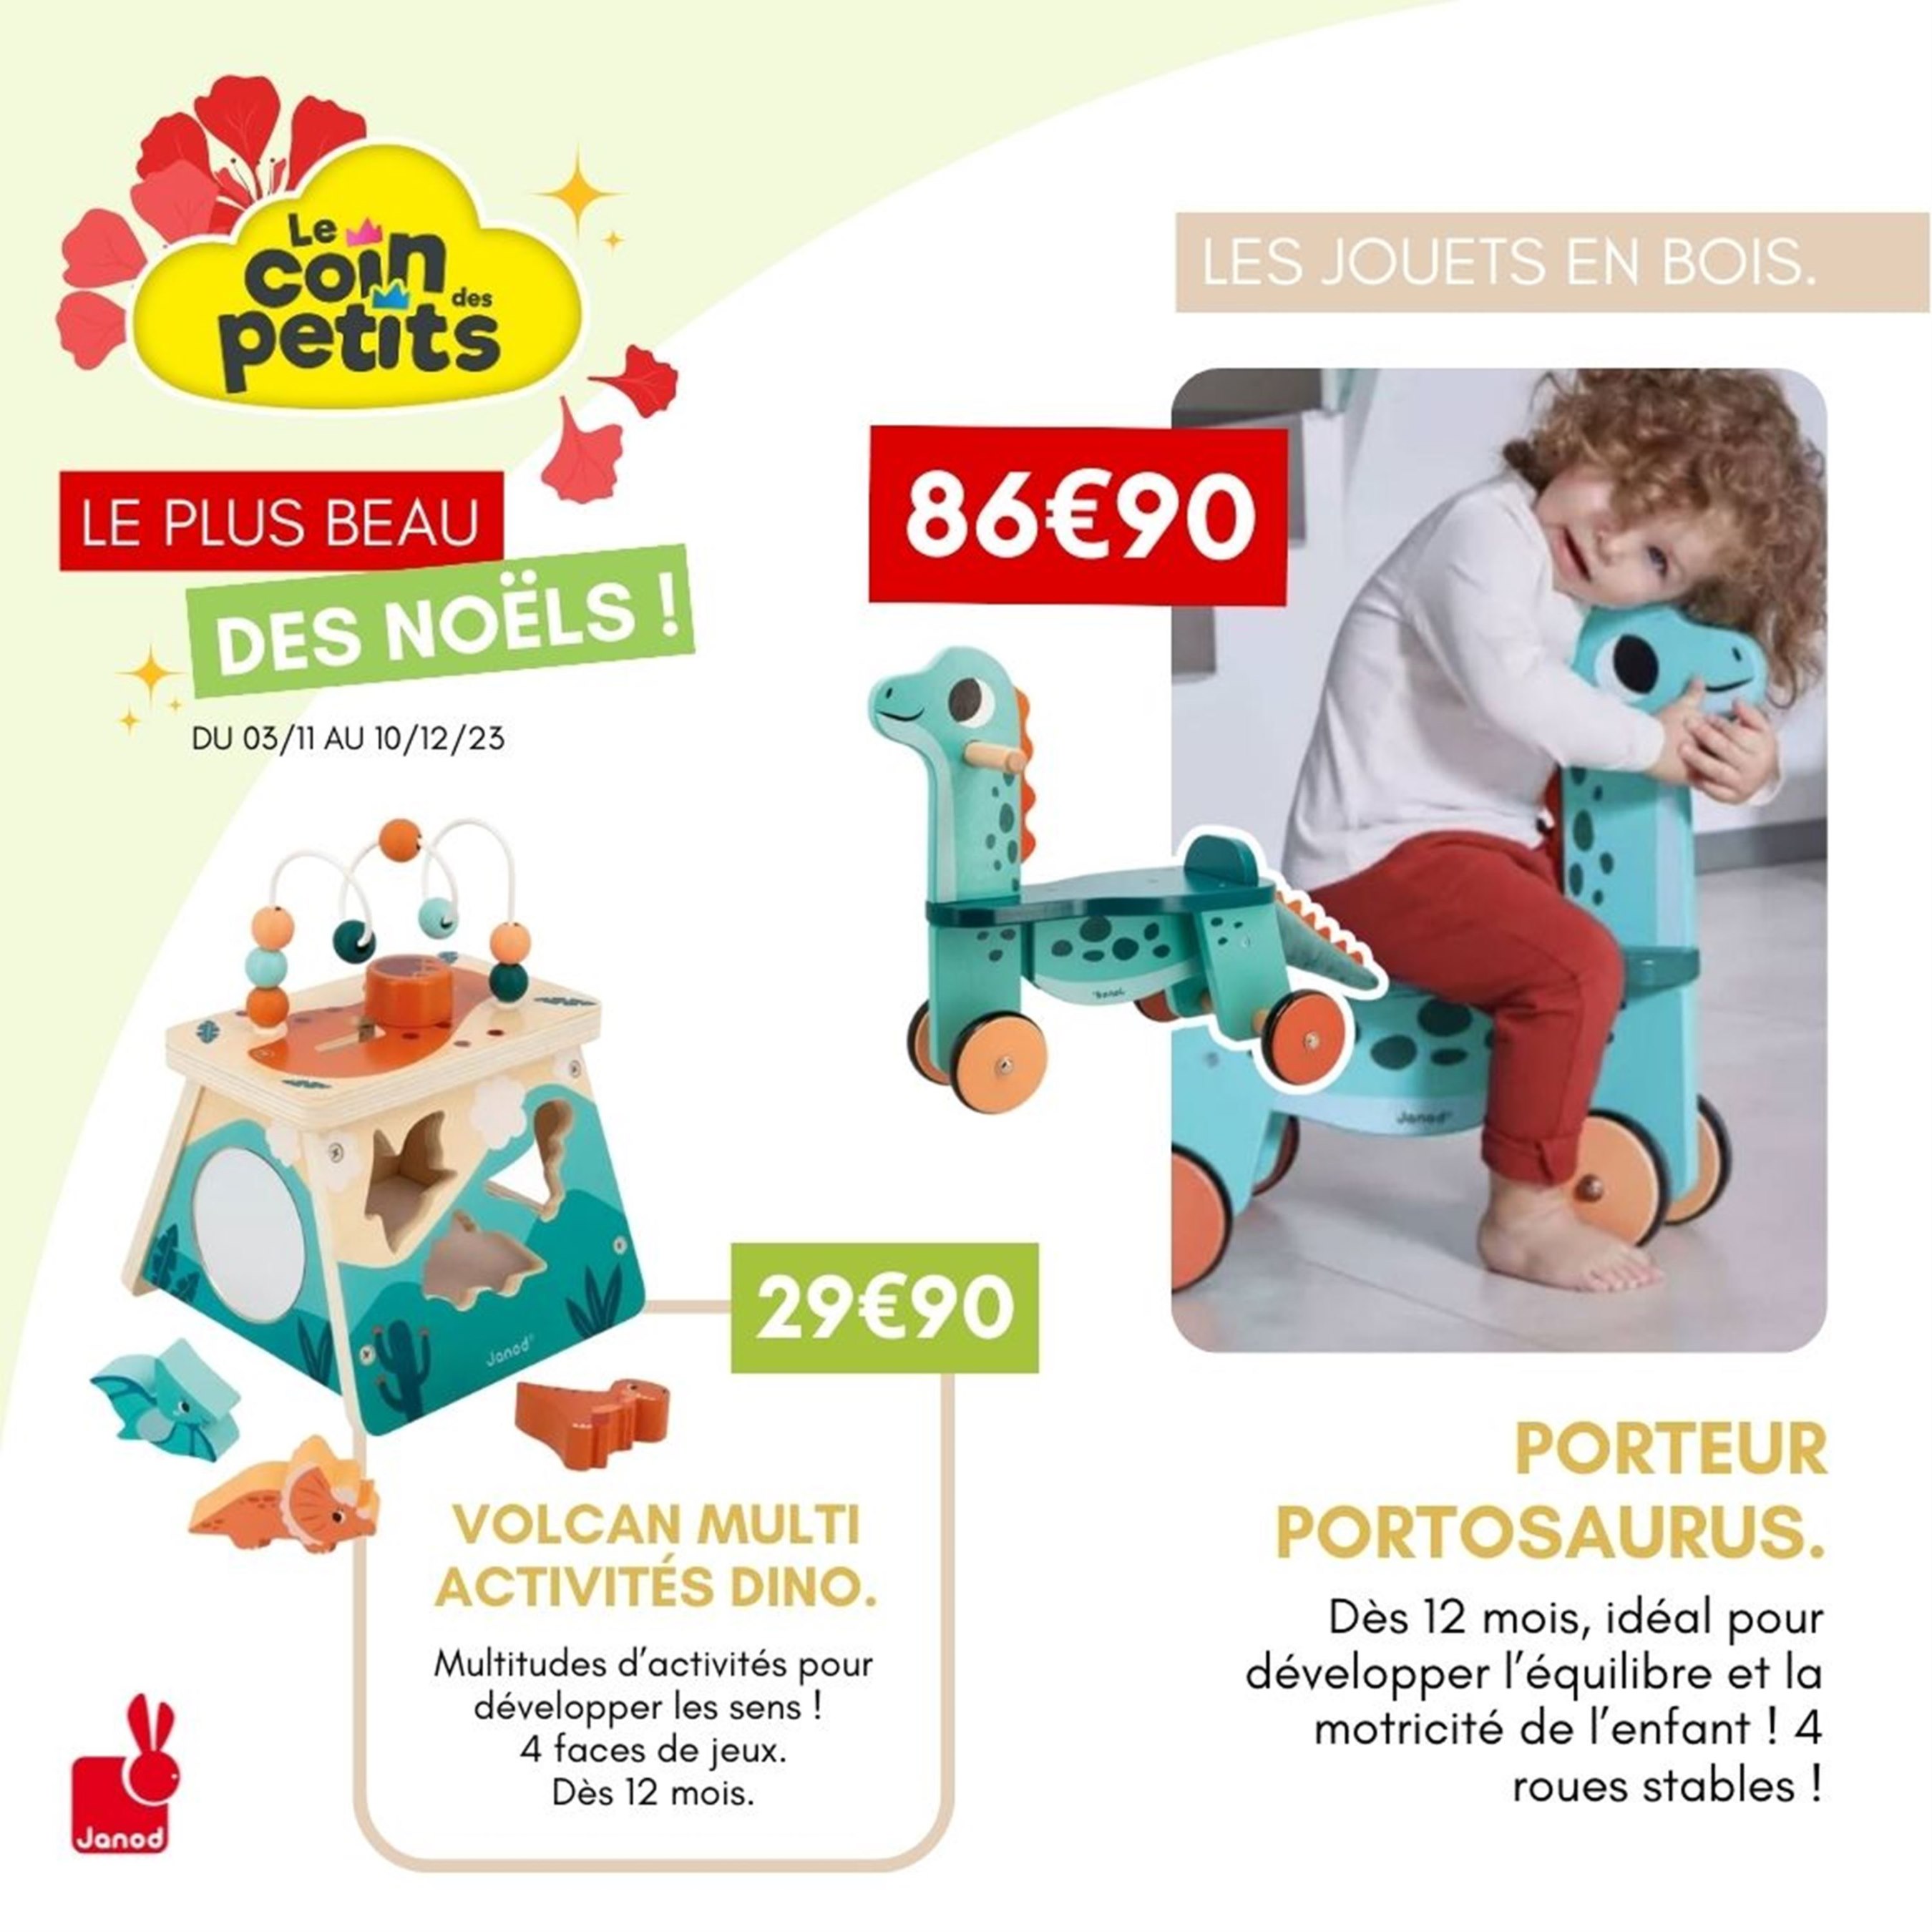 Le
coin
des
petits
LE PLUS BEAU
DES NOËLS !
DU 03/11 AU 10/12/23
LES JOUETS EN BOIS.
86€90
Janod
Janod
29€90
VOLCAN MULTI
ACTIVITÉS DINO.
Multitudes d'activités pour
développer les sens !
4 faces de jeux.
Dès 12 mois.
PORTEUR
PORTOSAURUS.
Dès 12 mois, idéal pour
développer l'équilibre et la
motricité de l'enfant ! 4
roues stables !
Janod